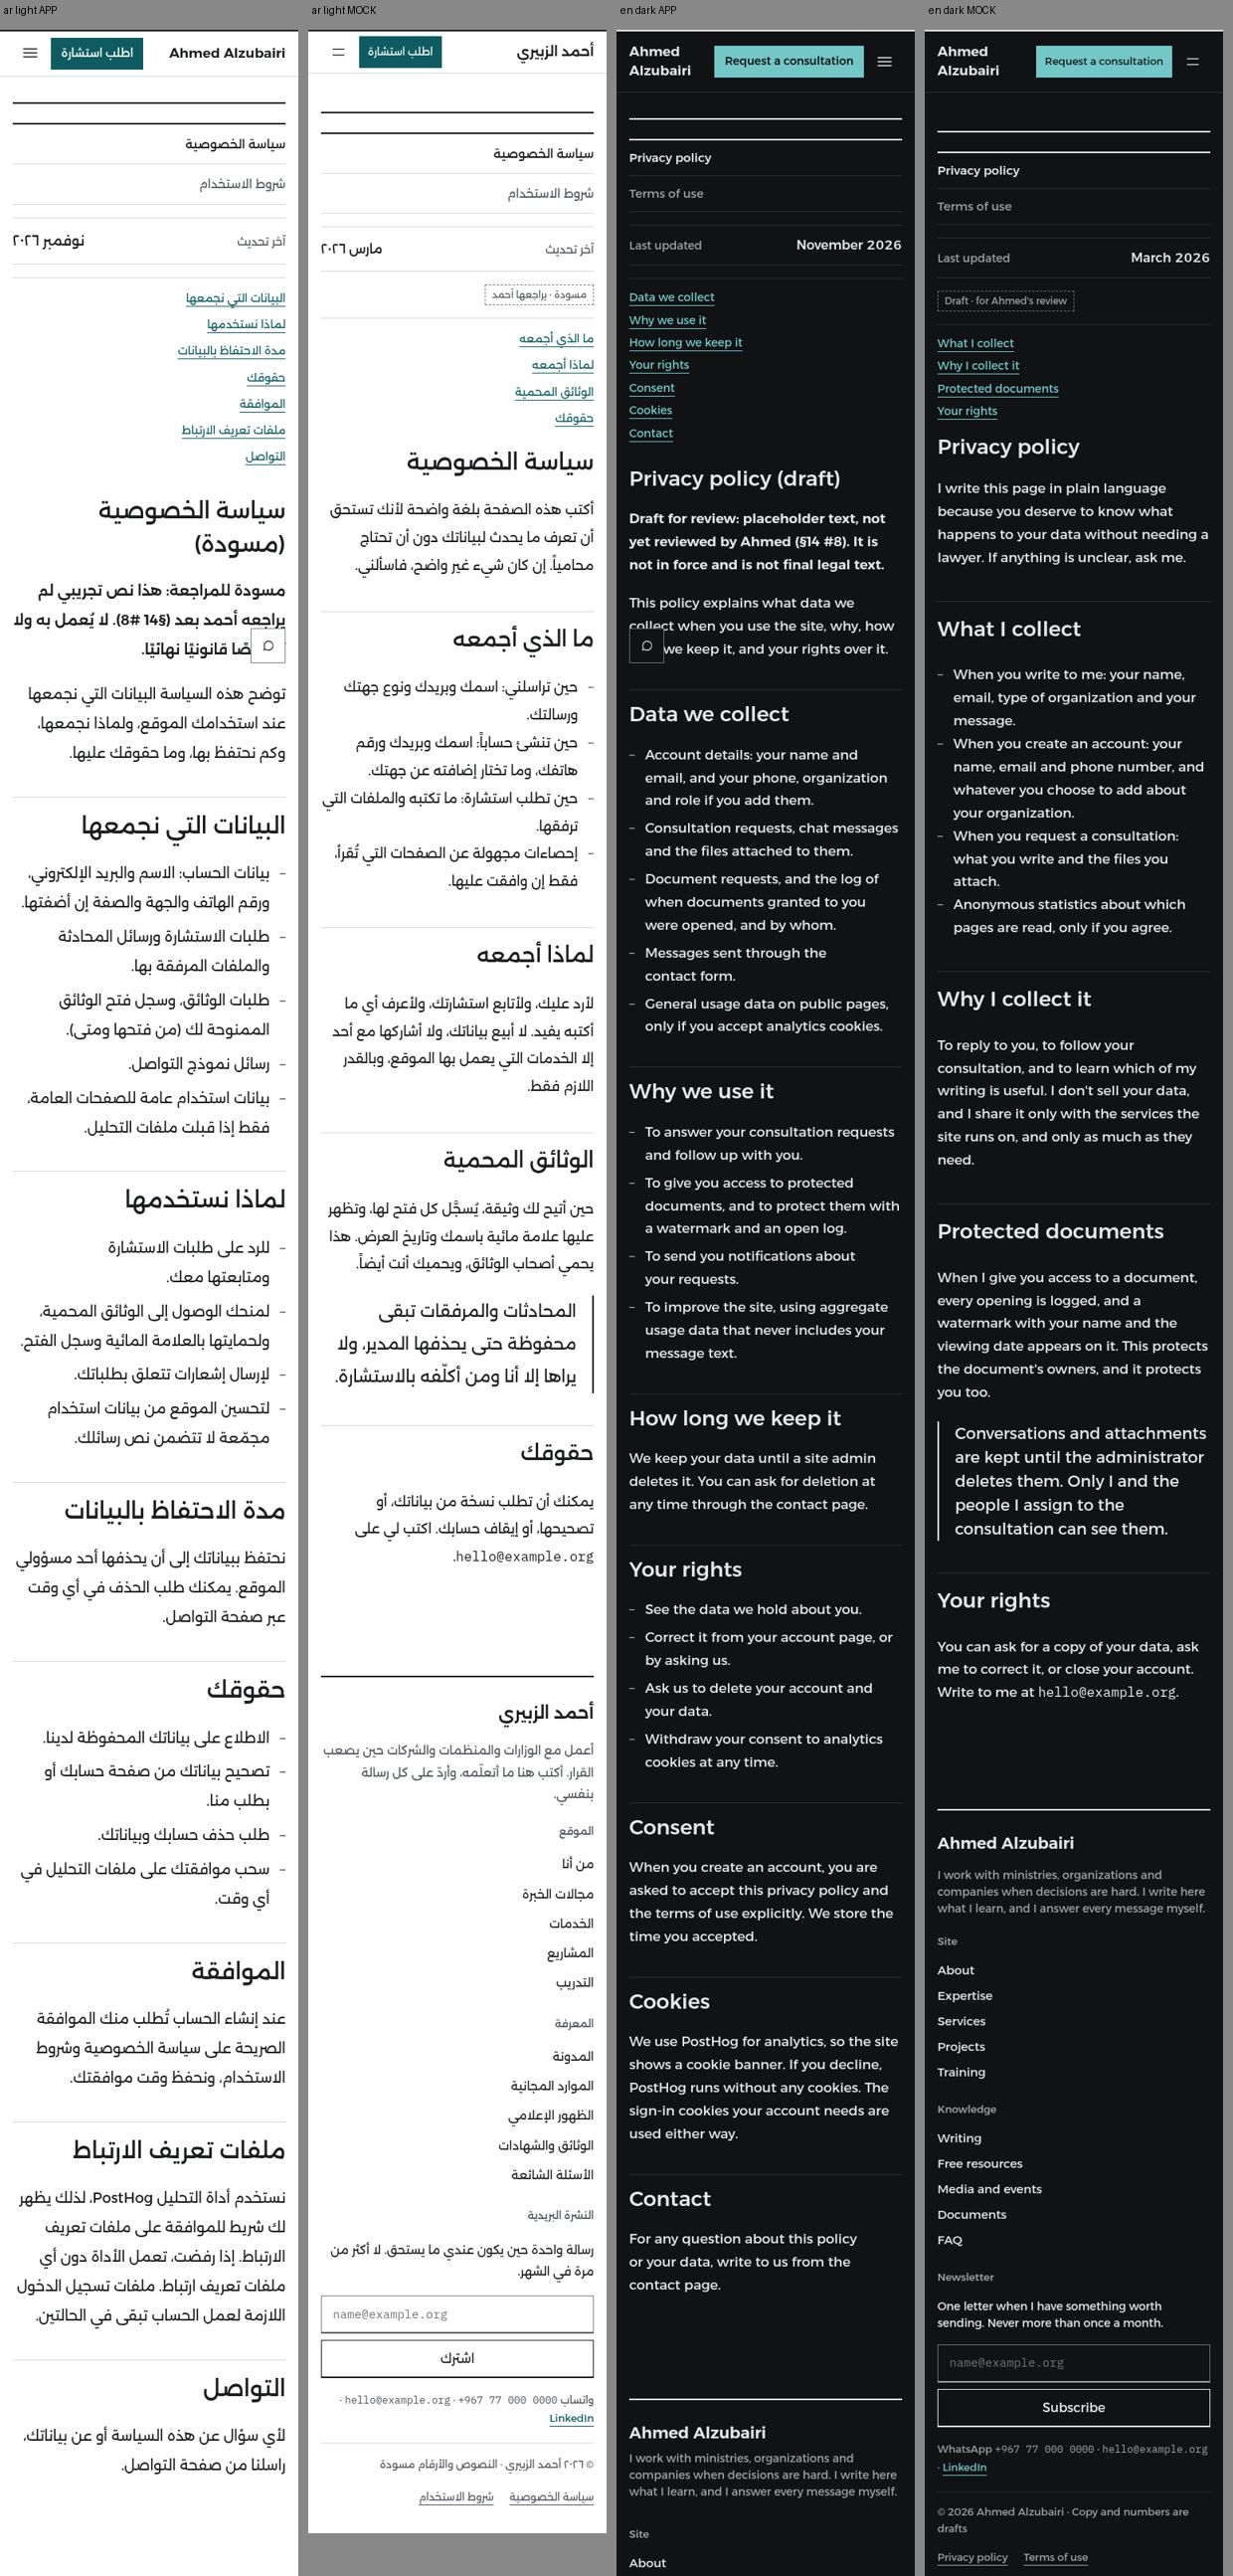 ar light APP
Ahmed Alzubairi
اطلب استشارة
سياسة الخصوصية
شروط الاستخدام
آخر تحديث
نوفمبر ٢٠٢٦
البيانات التي نجمعها
لماذا نستخدمها
مدة الاحتفاظ بالبيانات
حقوقك
الموافقة
ملفات تعريف الارتباط
التواصل
سياسة الخصوصية
(مسودة)
مسودة للمراجعة: هذا نص تجريبي لم
يراجعه أحمد بعد (§14 #8). لا يُعمل به ولا
قانونيًا نهائيًا.
توضح هذه السياسة البيانات التي نجمعها
عند استخدامك الموقع، ولماذا نجمعها،
وكم نحتفظ بها، وما حقوقك عليها.
البيانات التي نجمعها
– بيانات الحساب: الاسم والبريد الإلكتروني،
ورقم الهاتف والجهة والصفة إن أضفتها.
– طلبات الاستشارة ورسائل المحادثة
والملفات المرفقة بها.
– طلبات الوثائق، وسجل فتح الوثائق
الممنوحة لك (من فتحها ومتى).
– رسائل نموذج التواصل.
– بيانات استخدام عامة للصفحات العامة،
فقط إذا قبلت ملفات التحليل.
لماذا نستخدمها
– للرد على طلبات الاستشارة
ومتابعتها معك.
– لمنحك الوصول إلى الوثائق المحمية،
ولحمايتها بالعلامة المائية وسجل الفتح.
– لإرسال إشعارات تتعلق بطلباتك.
– لتحسين الموقع من بيانات استخدام
مجمّعة لا تتضمن نص رسائلك.
مدة الاحتفاظ بالبيانات
نحتفظ ببياناتك إلى أن يحذفها أحد مسؤولي
الموقع. يمكنك طلب الحذف في أي وقت
عبر صفحة التواصل.
حقوقك
– الاطلاع على بياناتك المحفوظة لدينا.
– تصحيح بياناتك من صفحة حسابك أو
بطلب منا.
– طلب حذف حسابك وبياناتك.
– سحب موافقتك على ملفات التحليل في
أي وقت.
الموافقة
عند إنشاء الحساب تُطلب منك الموافقة
الصريحة على سياسة الخصوصية وشروط
الاستخدام، ونحفظ وقت موافقتك.
ملفات تعريف الارتباط
نستخدم أداة التحليل PostHog، لذلك يظهر
لك شريط للموافقة على ملفات تعريف
الارتباط. إذا رفضت، تعمل الأداة دون أي
ملفات تعريف ارتباط. ملفات تسجيل الدخول
اللازمة لعمل الحساب تبقى في الحالتين.
التواصل
لأي سؤال عن هذه السياسة أو عن بياناتك،
راسلنا من صفحة التواصل.
ar light MOCK
أحمد الزبيري
اطلب استشارة
سياسة الخصوصية
شروط الاستخدام
آخر تحديث
مارس ٢٠٢٦
مسودة · يراجعها أحمد
ما الذي أجمعه
لماذا أجمعه
الوثائق المحمية
حقوقك
سياسة الخصوصية
أكتب هذه الصفحة بلغة واضحة لأنك تستحق
أن تعرف ما يحدث لبياناتك دون أن تحتاج
محامياً. إن كان شيء غير واضح، فاسألني.
ما الذي أجمعه
– حين تراسلني: اسمك وبريدك ونوع جهتك
ورسالتك.
– حين تنشئ حساباً: اسمك وبريدك ورقم
هاتفك، وما تختار إضافته عن جهتك.
– حين تطلب استشارة: ما تكتبه والملفات التي
ترفقها.
– إحصاءات مجهولة عن الصفحات التي تُقرأ،
فقط إن وافقت عليها.
لماذا أجمعه
لأرد عليك، ولأتابع استشارتك، ولأعرف أي ما
أكتبه يفيد. لا أبيع بياناتك، ولا أشاركها مع أحد
إلا الخدمات التي يعمل بها الموقع، وبالقدر
اللازم فقط.
الوثائق المحمية
حين أتيح لك وثيقة، يُسجَّل كل فتح لها، وتظهر
عليها علامة مائية باسمك وتاريخ العرض. هذا
يحمي أصحاب الوثائق، ويحميك أنت أيضاً.
المحادثات والمرفقات تبقى
محفوظة حتى يحذفها المدير، ولا
يراها إلا أنا ومن أكلّفه بالاستشارة.
حقوقك
يمكنك أن تطلب نسخة من بياناتك، أو
تصحيحها، أو إيقاف حسابك. اكتب لي على
hello@example.org.
أحمد الزبيري
أعمل مع الوزارات والمنظمات والشركات حين يصعب
القرار. أكتب هنا ما أتعلّمه، وأردّ على كل رسالة
بنفسي.
الموقع
من أنا
مجالات الخبرة
الخدمات
المشاريع
التدريب
المعرفة
المدونة
الموارد المجانية
الظهور الإعلامي
الوثائق والشهادات
الأسئلة الشائعة
النشرة البريدية
رسالة واحدة حين يكون عندي ما يستحق. لا أكثر من
مرة في الشهر.
name@example.org
اشترك
واتساب +967 77 000 0000 · hello@example.org ·
LinkedIn
© ٢٠٢٦ أحمد الزبيري · النصوص والأرقام مسودة
سياسة الخصوصية شروط الاستخدام
en dark APP
Ahmed
Alzubairi
Request a consultation
Privacy policy
Terms of use
Last updated
November 2026
Data we collect
Why we use it
How long we keep it
Your rights
Consent
Cookies
Contact
Privacy policy (draft)
Draft for review: placeholder text, not
yet reviewed by Ahmed (§14 #8). It is
not in force and is not final legal text.
This policy explains what data we
collect when you use the site, why, how
we keep it, and your rights over it.
Data we collect
– Account details: your name and
email, and your phone, organization
and role if you add them.
– Consultation requests, chat messages
and the files attached to them.
– Document requests, and the log of
when documents granted to you
were opened, and by whom.
– Messages sent through the
contact form.
– General usage data on public pages,
only if you accept analytics cookies.
Why we use it
– To answer your consultation requests
and follow up with you.
– To give you access to protected
documents, and to protect them with
a watermark and an open log.
– To send you notifications about
your requests.
– To improve the site, using aggregate
usage data that never includes your
message text.
How long we keep it
We keep your data until a site admin
deletes it. You can ask for deletion at
any time through the contact page.
Your rights
– See the data we hold about you.
– Correct it from your account page, or
by asking us.
– Ask us to delete your account and
your data.
– Withdraw your consent to analytics
cookies at any time.
Consent
When you create an account, you are
asked to accept this privacy policy and
the terms of use explicitly. We store the
time you accepted.
Cookies
We use PostHog for analytics, so the site
shows a cookie banner. If you decline,
PostHog runs without any cookies. The
sign-in cookies your account needs are
used either way.
Contact
For any question about this policy
or your data, write to us from the
contact page.
Ahmed Alzubairi
I work with ministries, organizations and
companies when decisions are hard. I write here
what I learn, and I answer every message myself.
Site
About
en dark MOCK
Ahmed
Alzubairi
Request a consultation
Privacy policy
Terms of use
Last updated
March 2026
Draft · for Ahmed's review
What I collect
Why I collect it
Protected documents
Your rights
Privacy policy
I write this page in plain language
because you deserve to know what
happens to your data without needing a
lawyer. If anything is unclear, ask me.
What I collect
– When you write to me: your name,
email, type of organization and your
message.
– When you create an account: your
name, email and phone number, and
whatever you choose to add about
your organization.
– When you request a consultation:
what you write and the files you
attach.
– Anonymous statistics about which
pages are read, only if you agree.
Why I collect it
To reply to you, to follow your
consultation, and to learn which of my
writing is useful. I don't sell your data,
and I share it only with the services the
site runs on, and only as much as they
need.
Protected documents
When I give you access to a document,
every opening is logged, and a
watermark with your name and the
viewing date appears on it. This protects
the document's owners, and it protects
you too.
Conversations and attachments
are kept until the administrator
deletes them. Only I and the
people I assign to the
consultation can see them.
Your rights
You can ask for a copy of your data, ask
me to correct it, or close your account.
Write to me at hello@example.org.
Ahmed Alzubairi
I work with ministries, organizations and
companies when decisions are hard. I write here
what I learn, and I answer every message myself.
Site
About
Expertise
Services
Projects
Training
Knowledge
Writing
Free resources
Media and events
Documents
FAQ
Newsletter
One letter when I have something worth
sending. Never more than once a month.
name@example.org
Subscribe
WhatsApp +967 77 000 0000 · hello@example.org
· LinkedIn
© 2026 Ahmed Alzubairi · Copy and numbers are
drafts
Privacy policy Terms of use